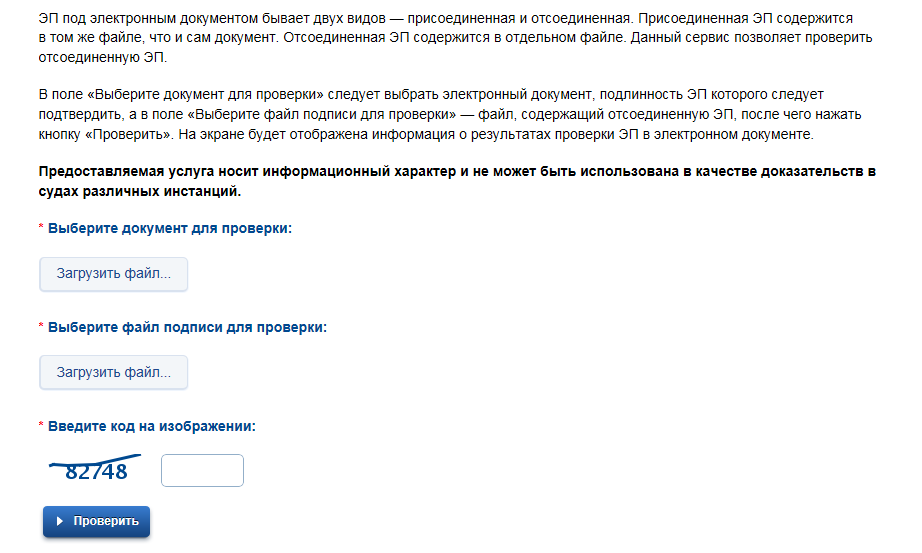 ЭП под электронным документом бывает двух видов — присоединенная и отсоединенная. Присоединенная ЭП содержится
в том же файле, что и сам документ. Отсоединенная ЭП содержится в отдельном файле. Данный сервис позволяет проверить
отсоединенную ЭП.
В поле «Выберите документ для проверки» следует выбрать электронный документ, подлинность ЭП которого следует
подтвердить, а в поле «Выберите файл подписи для проверки» — файл, содержащий отсоединенную ЭП, после чего нажать
кнопку «Проверить». На экране будет отображена информация о результатах проверки ЭП в электронном документе.
Предоставляемая услуга носит информационный характер и не может быть использована в качестве доказательств в
судах различных инстанций.
* Выберите документ для проверки:
Загрузить файл...
* Выберите файл подписи для проверки:
Загрузить файл...
* Введите код на изображении:
82748
Проверить